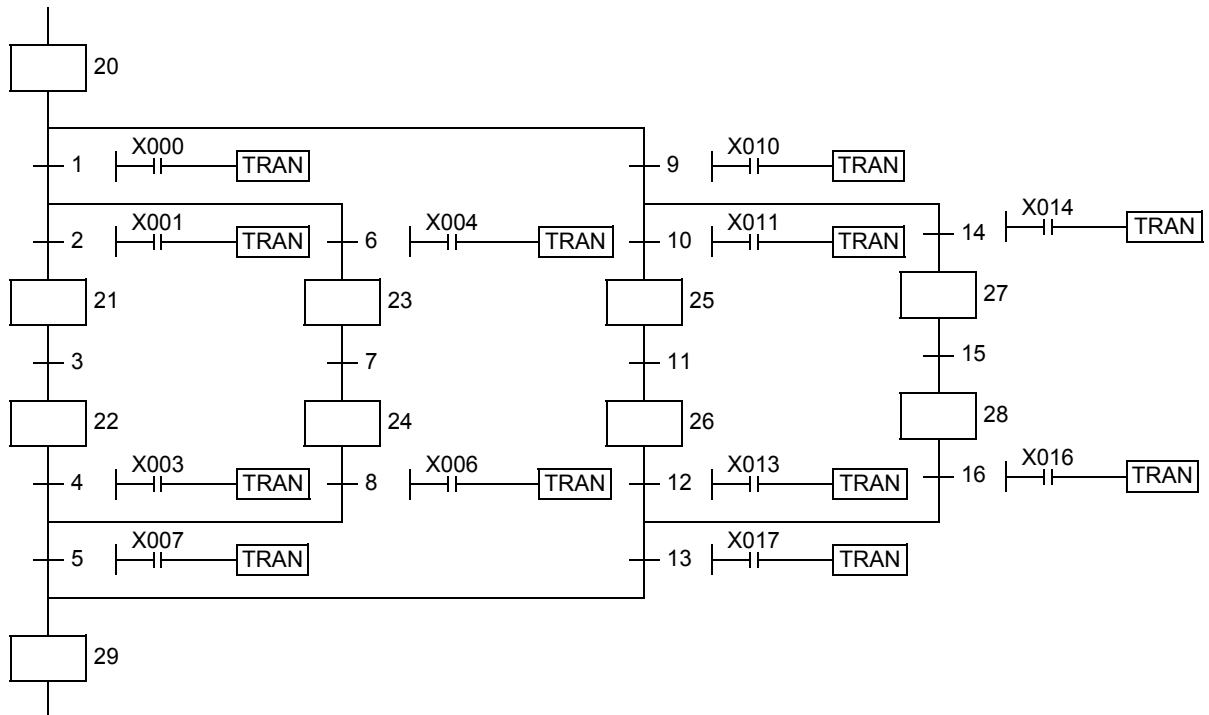 20
1 X000 TRAN 9 X010 TRAN
2 X001 TRAN 6 X004 TRAN 10 X011 TRAN 14 X014 TRAN
21 23 25 27
3 7 11 15
22 24 26 28
4 X003 TRAN 8 X006 TRAN 12 X013 TRAN 16 X016 TRAN
5 X007 TRAN 13 X017 TRAN
29